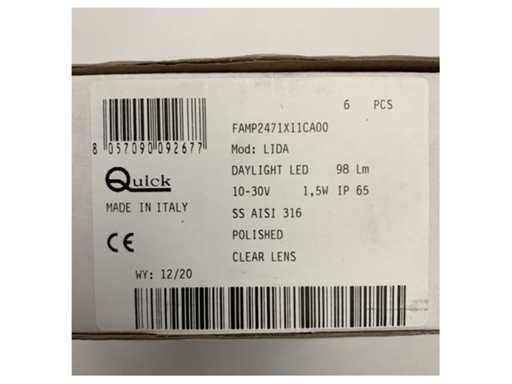 6 PCS
FAMP2471X11CA00
8 057090 092677
Mod: LIDA
DAYLIGHT LED 98 Lm
Quick
10-30V 1,5W IP 65
MADE IN ITALY
SS AISI 316
CE
POLISHED
CLEAR LENS
WY: 12/20